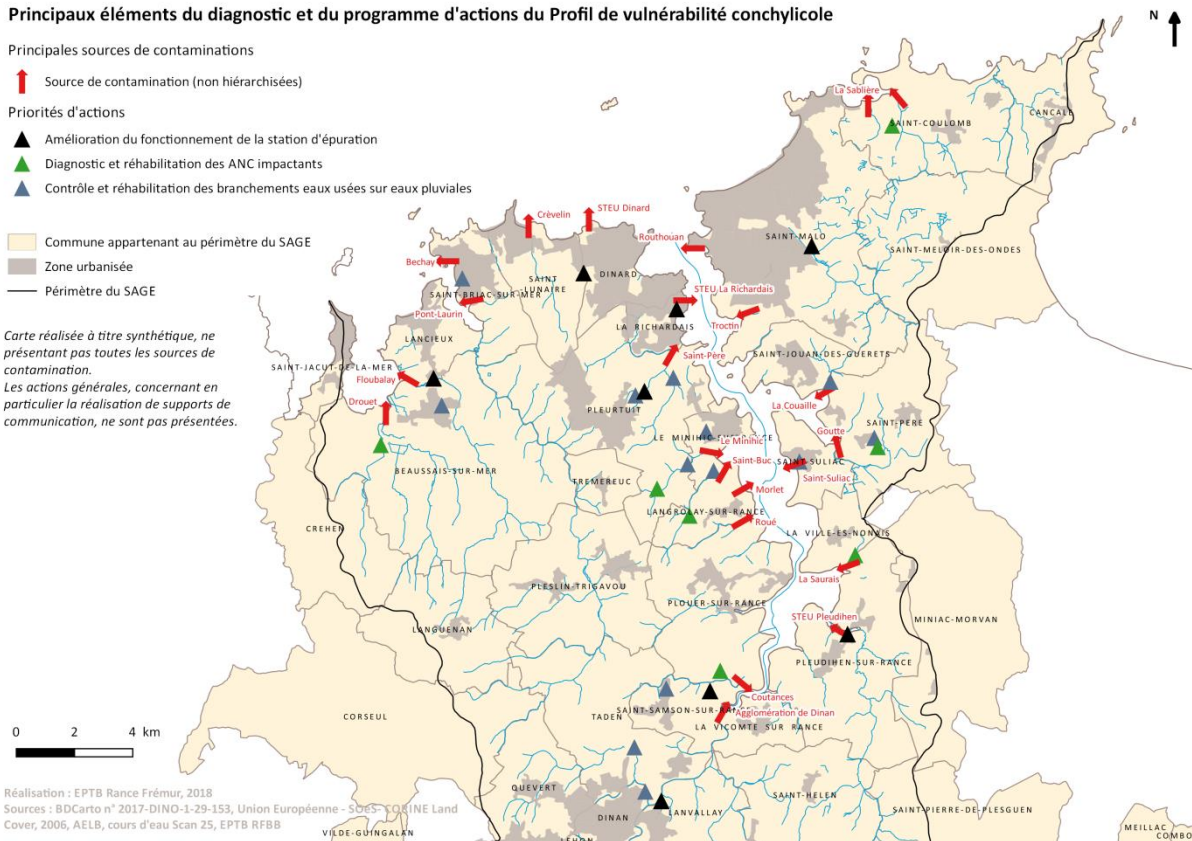 Principaux éléments du diagnostic et du programme d'actions du Profil de vulnérabilité conchylicole
N
Principales sources de contaminations
Source de contamination (non hiérarchisées)
Priorités d'actions
Amélioration du fonctionnement de la station d'épuration
Diagnostic et réhabilitation des ANC impactants
Contrôle et réhabilitation des branchements eaux usées sur eaux pluviales
Commune appartenant au périmètre du SAGE
Zone urbanisée
Périmètre du SAGE
Carte réalisée à titre synthétique, ne
présentant pas toutes les sources de
contamination.
Les actions générales, concernant en
particulier la réalisation de supports de
communication, ne sont pas présentées.
La Sablière
SAINT-COULOMB
CANCALE
Crèvelin
STEU Dinard
Routhouan
SAINT-MALO
SAINT-MELOIR-DES-ONDES
Bechay
SAINT
-LUNAIRE
DINARD
SAINT-BRIAC-SUR-MER
STEU La Richardais
Pont-Laurin
LA RICHARDAIS
Troctin
LANCIEUX
Saint-Père
SAINT-JOUAN-DES-GUERETS
SAINT-JACUT-DE-LA-MER
Floubalay
Drouet
PLEURTUIT
La Couaille
SAINT-PERE
Goutte
LE MINIHIC-
Le Minihic
Saint-Buc
SAINT-SULIAC
Saint-Suliac
BEAUSSAIS-SUR-MER
TREMEREUC
Morlet
LANGROLAY-SUR-RANCE
Roué
CREHEN
LA VILLE-ES-NONAIS
La Saurais
PLESLIN-TRIGAVOU
PLOUER-SUR-RANCE
STEU Pleudihen
MINIAC-MORVAN
LANGUENAN
PLEUDIHEN-SUR-RANCE
Coutances
SAINT-SAMSON-SUR-
Agglomération de Dinan
CORSEUL
TADEN
LA VICOMTE SUR RANCE
0 2 4 km
QUEVERT
SAINT-HELEN
SAINT-PIERRE-DE-PLESGUEN
LANVALLAY
DINAN
LEHON
VILDE-GUINGALAN
MEILLAC
COMBO
Réalisation : EPTB Rance Frémur, 2018
Sources : BDCarto n° 2017-DINO-1-29-153, Union Européenne - SOeS- CORINE Land
Cover, 2006, AELB, cours d'eau Scan 25, EPTB RFBB